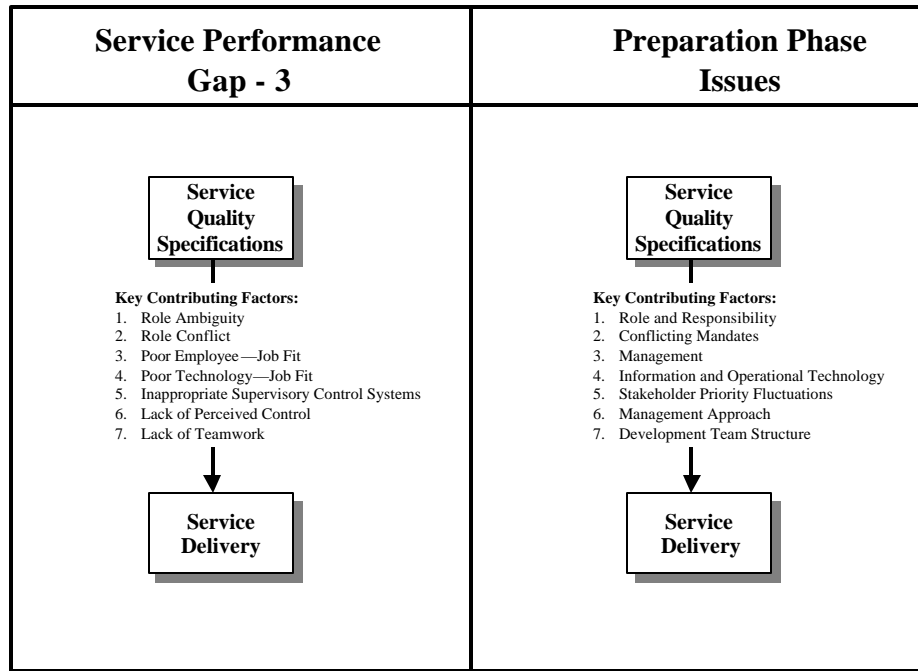 Service Performance
Gap - 3
Service
Quality
Specifications
Key Contributing Factors:
1. Role Ambiguity
2. Role Conflict
3. Poor Employee—Job Fit
4. Poor Technology—Job Fit
5. Inappropriate Supervisory Control Systems
6. Lack of Perceived Control
7. Lack of Teamwork
Service
Delivery
Preparation Phase
Issues
Service
Quality
Specifications
Key Contributing Factors:
1. Role and Responsibility
2. Conflicting Mandates
3. Management
4. Information and Operational Technology
5. Stakeholder Priority Fluctuations
6. Management Approach
7. Development Team Structure
Service
Delivery